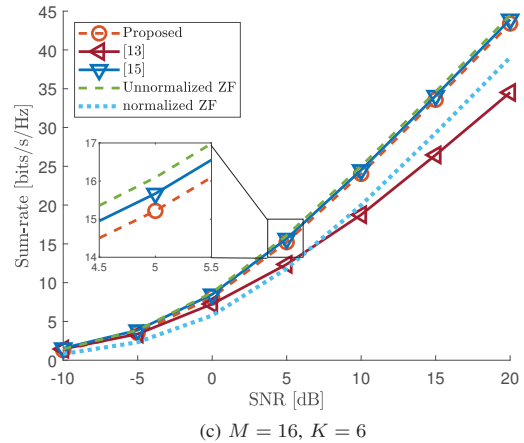 45
40
35
30
25
20
15
10
5
0
Sum-rate [bits/s/Hz]
Proposed
[13]
[15]
Unnormalized ZF
normalized ZF
17
16
15
14
4.5 5 5.5
-10 -5 0 5 10 15 20
SNR [dB]
(c) M = 16, K = 6